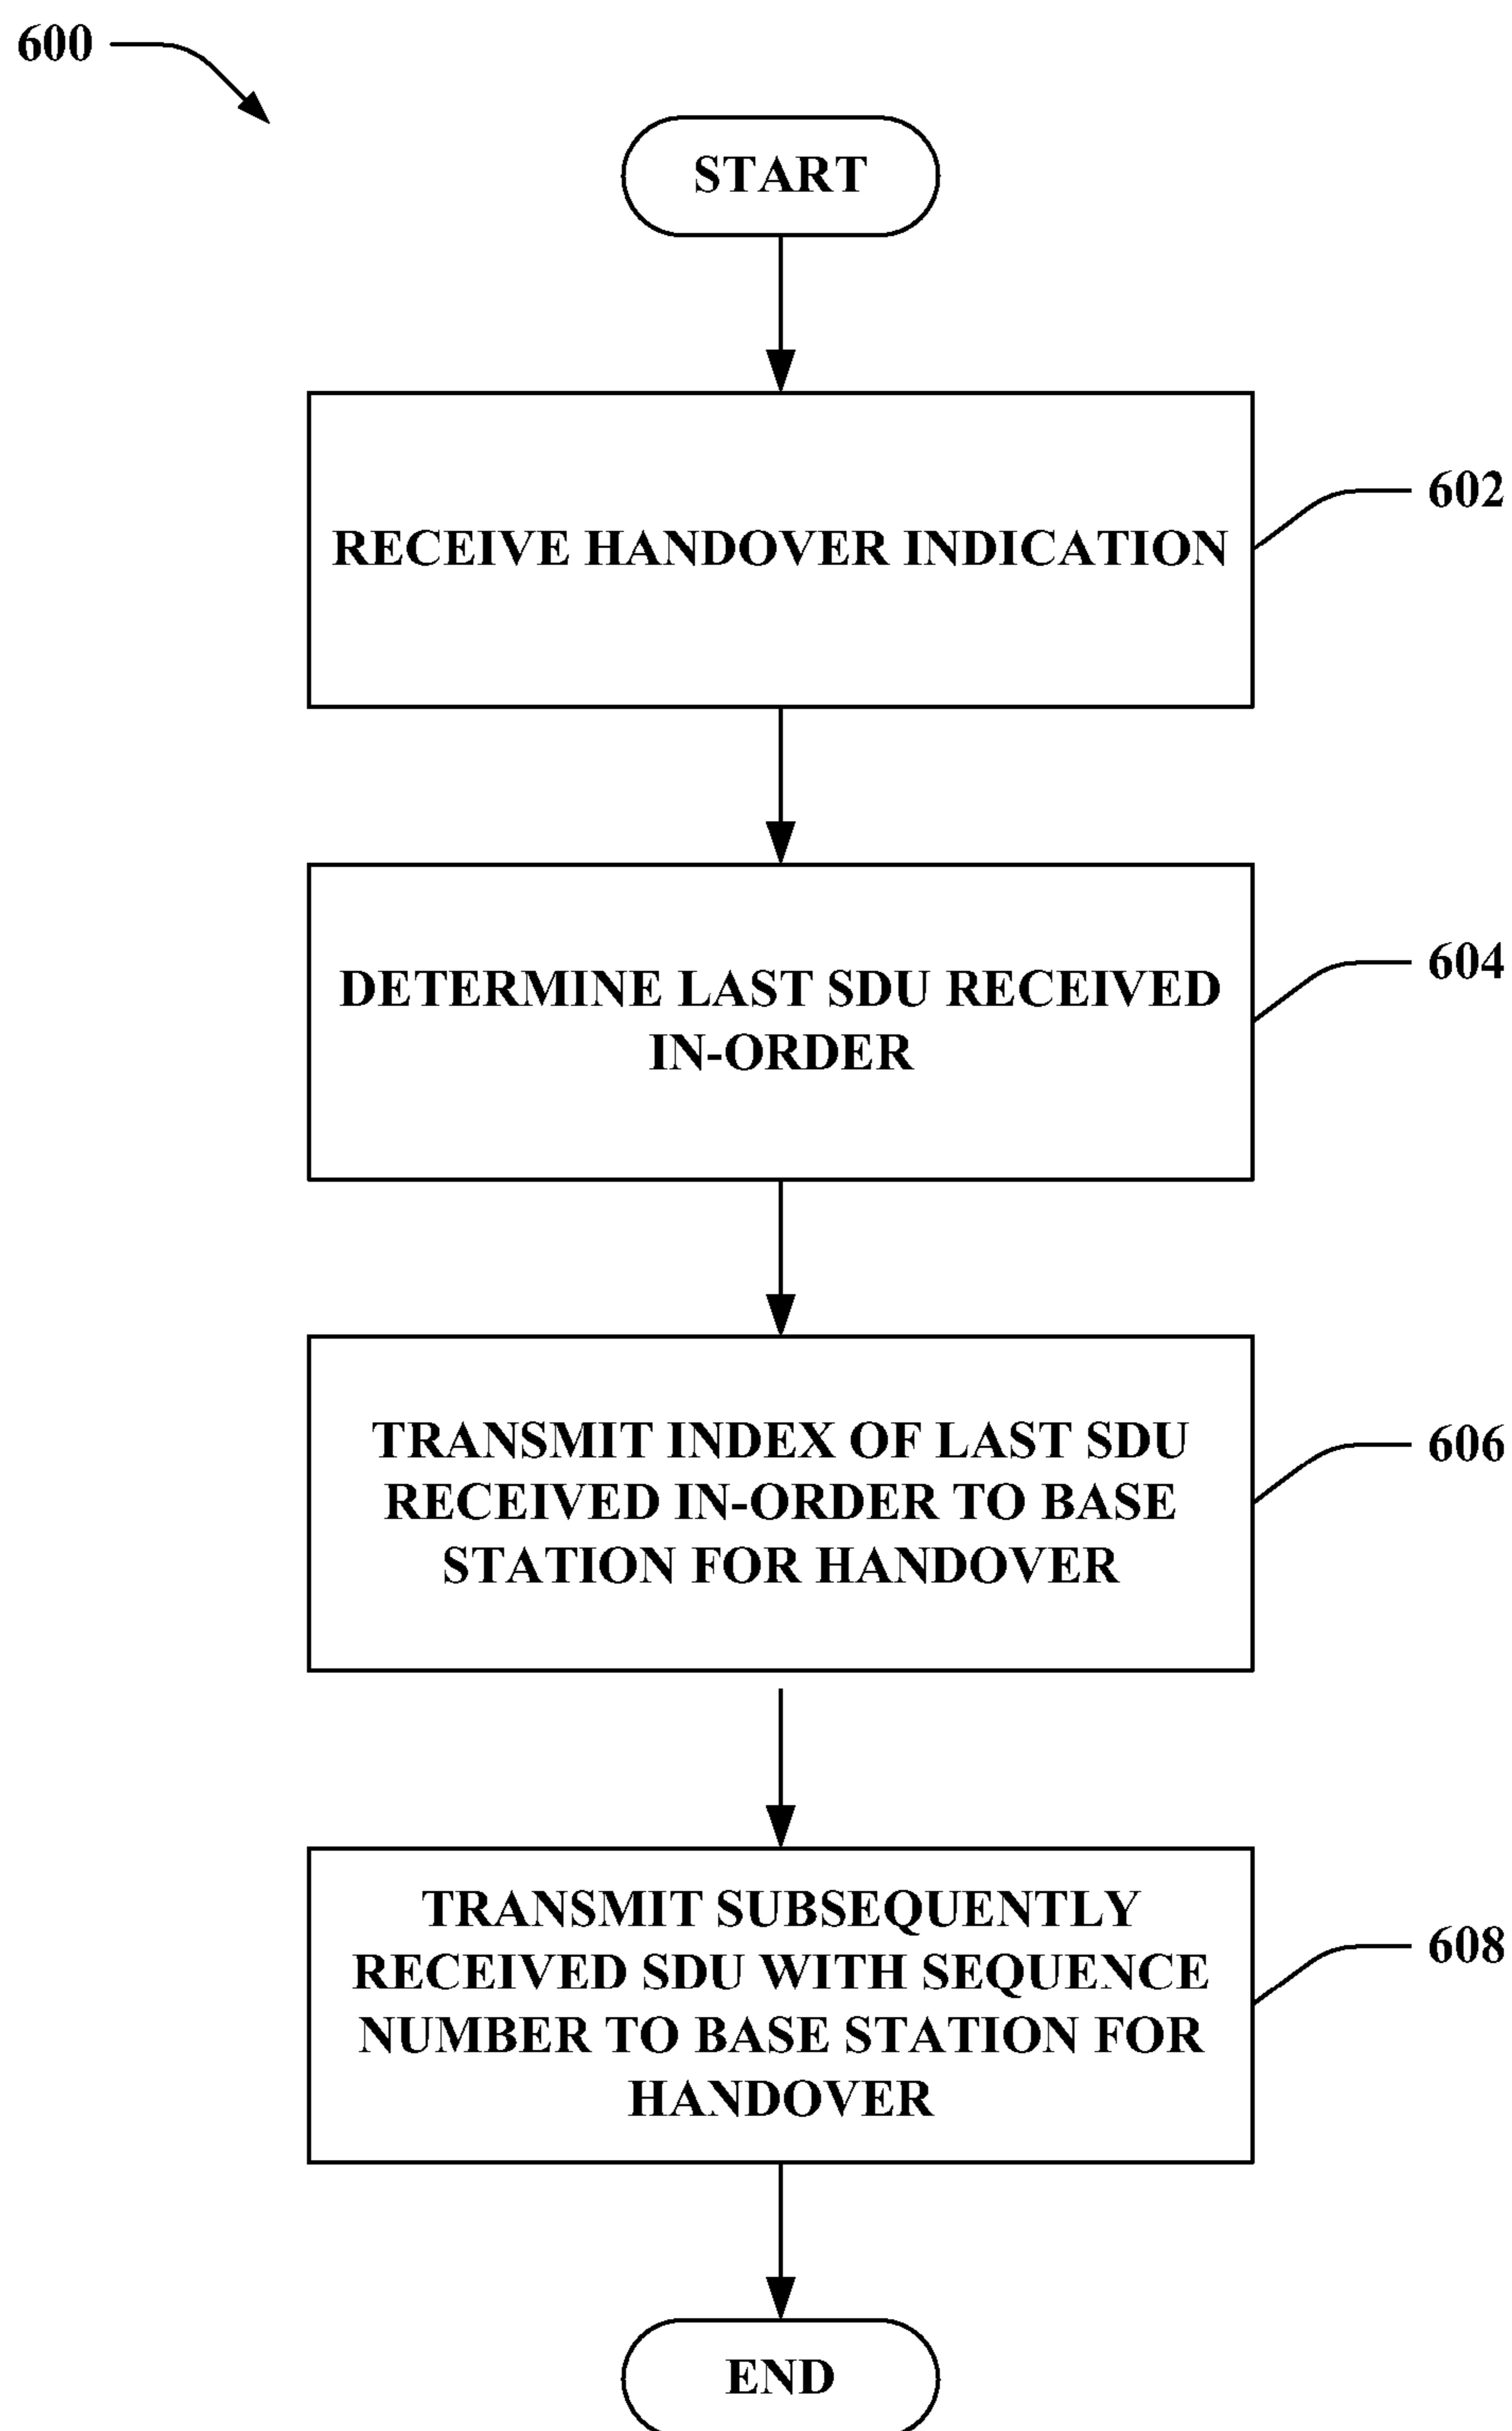 600
START
RECEIVE HANDOVER INDICATION
602
DETERMINE LAST SDU RECEIVED
IN-ORDER
604
TRANSMIT INDEX OF LAST SDU
RECEIVED IN-ORDER TO BASE
STATION FOR HANDOVER
606
TRANSMIT SUBSEQUENTLY
RECEIVED SDU WITH SEQUENCE
NUMBER TO BASE STATION FOR
HANDOVER
608
END